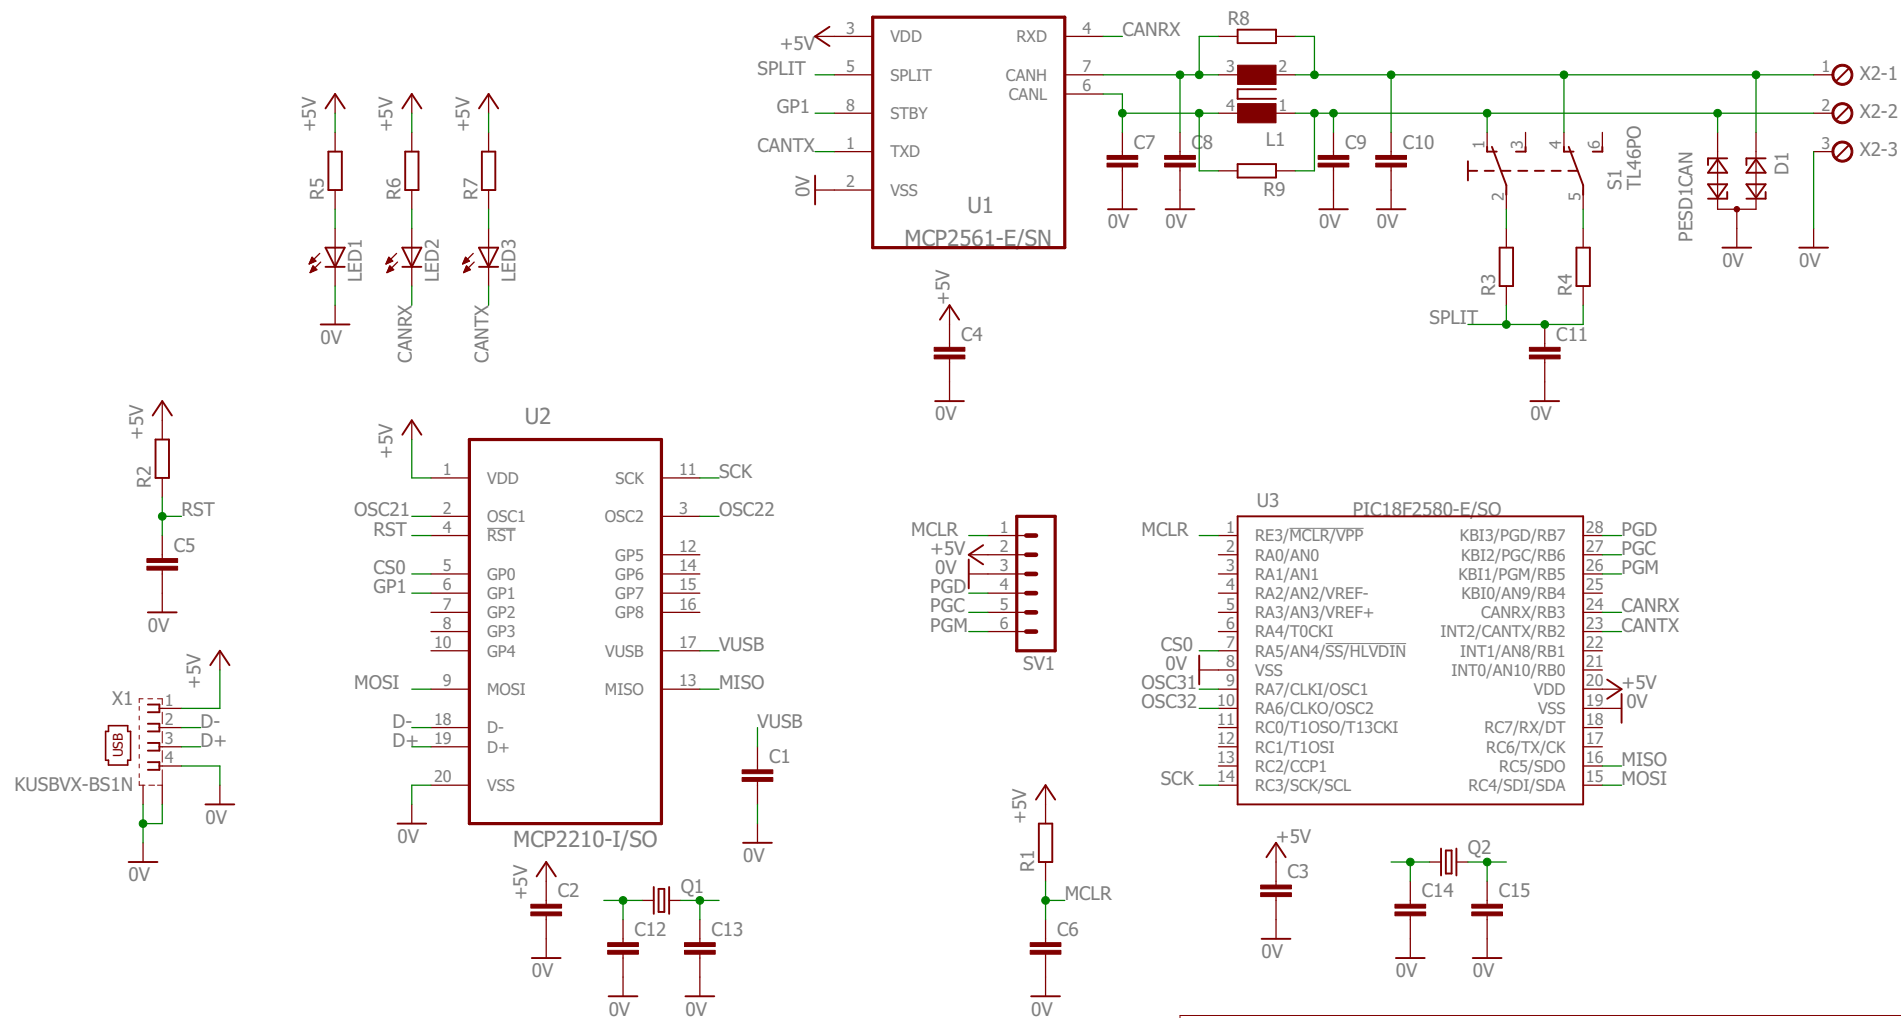 R8
+5V 3 VDD RXD 4 CANRX
SPLIT 5 SPLIT CANH 7 3 2 1 X2-1
CANL 6
GP1 8 STBY 4 1 2 X2-2
L1
CANTX 1 TXD C7 C8 C9 C10 1 3 4 6 3 X2-3
0V 2 VSS R9 2 5 S1 TL46PO D1
U1
MCP2561-E/SN
0V 0V 0V 0V PESD1CAN 0V 0V
+5V +5V +5V
R5 R6 R7
LED1 LED2 LED3
0V CANRX CANTX
+5V
C4
0V
R3 R4
SPLIT
C11
0V
+5V
R2
RST
C5
0V
U2
+5V
1 VDD SCK 11 SCK
OSC21 2 OSC1 OSC2 3 OSC22
RST 4 RST
GP5 12
CS0 5 GP0 GP6 14
GP1 6 GP1 GP7 15
7 GP2 GP8 16
8 GP3
10 GP4 VUSB 17 VUSB
MOSI 9 MOSI MISO 13 MISO
D- 18 D-
D+ 19 D+
20 VSS
0V
MCP2210-I/SO
X1
+5V
1
2 D-
3 D+
4
USB
KUSBVX-BS1N
0V
0V
VUSB
C1
0V
+5V
C2
0V
Q1
C12 C13
0V 0V
MCLR 1
+5V 2
0V 3
PGD 4
PGC 5
PGM 6
SV1
+5V
R1
MCLR
C6
0V
U3
PIC18F2580-E/SO
MCLR 1 RE3/MCLR/VPP KBI3/PGD/RB7 28 PGD
2 RA0/AN0 KBI2/PGC/RB6 27 PGC
3 RA1/AN1 KBI1/PGM/RB5 26 PGM
4 RA2/AN2/VREF- KBI0/AN9/RB4 25
5 RA3/AN3/VREF+ CANRX/RB3 24 CANRX
6 RA4/T0CKI INT2/CANTX/RB2 23 CANTX
CS0 7 RA5/AN4/SS/HLVDIN INT1/AN8/RB1 22
0V 8 VSS INT0/AN10/RB0 21
OSC31 9 RA7/CLKI/OSC1 VDD 20 +5V
OSC32 10 RA6/CLKO/OSC2 VSS 19 0V
11 RC0/T1OSO/T13CKI RC7/RX/DT 18
12 RC1/T1OSI RC6/TX/CK 17
13 RC2/CCP1 RC5/SDO 16 MISO
SCK 14 RC3/SCK/SCL RC4/SDI/SDA 15 MOSI
+5V
C3
0V
Q2
C14 C15
0V 0V